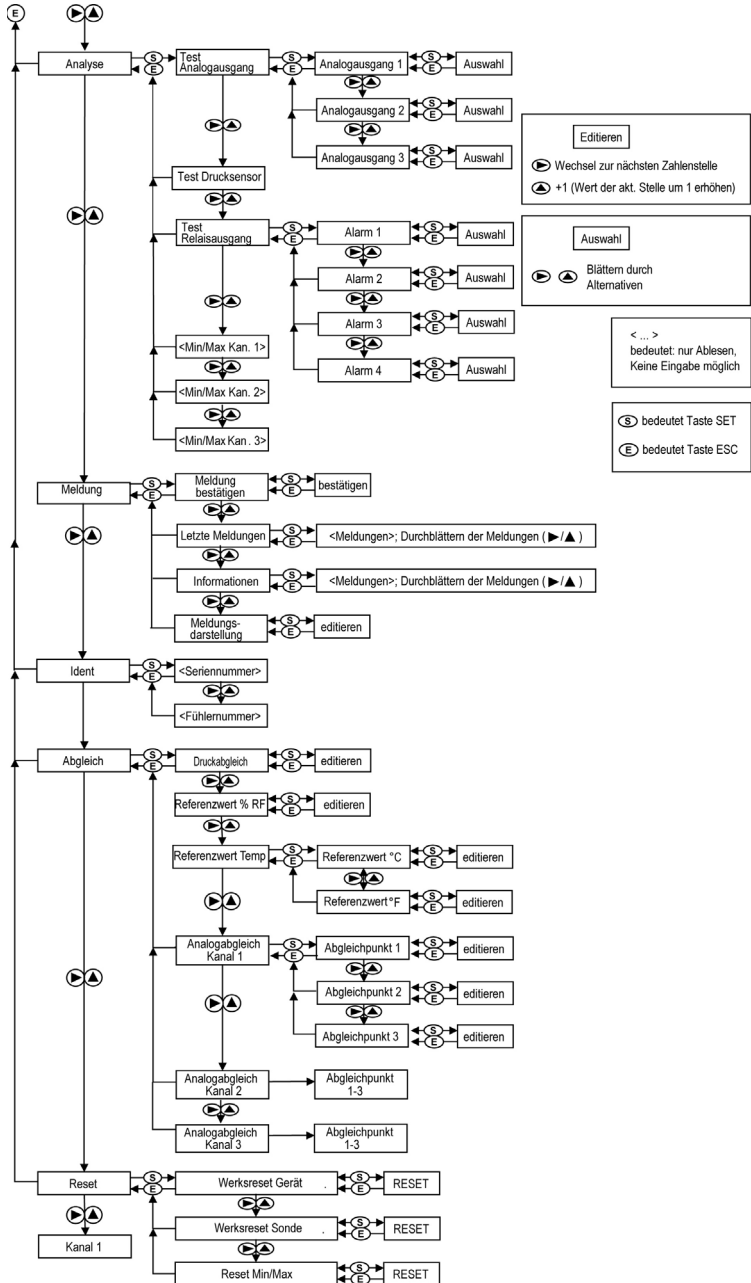 E
Analyse
S
E
Test
Analogausgang
S
E
Analogausgang 1
S
E
Auswahl
Analogausgang 2
S
E
Auswahl
Analogausgang 3
S
E
Auswahl
Test Drucksensor
Test
Relaisausgang
S
E
Alarm 1
S
E
Auswahl
Alarm 2
S
E
Auswahl
Alarm 3
S
E
Auswahl
Alarm 4
S
E
Auswahl
<Min/Max Kan. 1>
<Min/Max Kan. 2>
<Min/Max Kan. 3>
Editieren
Wechsel zur nächsten Zahlenstelle
+1 (Wert der akt. Stelle um 1 erhöhen)
Auswahl
Blättern durch
Alternativen
< ... >
bedeutet: nur Ablesen,
Keine Eingabe möglich
S bedeutet Taste SET
E bedeutet Taste ESC
Meldung
S
E
Meldung
bestätigen
S
E
bestätigen
Letzte Meldungen
S
E
<Meldungen>; Durchblättern der Meldungen ( ▶/▲ )
Informationen
S
E
<Meldungen>; Durchblättern der Meldungen ( ▶/▲ )
Meldungs-
darstellung
S
E
editieren
Ident
S
E
<Seriennummer>
<Fühlernummer>
Abgleich
S
E
Druckabgleich
S
E
editieren
Referenzwert % RF
S
E
editieren
Referenzwert Temp
S
E
Referenzwert °C
S
E
editieren
Referenzwert °F
S
E
editieren
Analogabgleich
Kanal 1
S
E
Abgleichpunkt 1
S
E
editieren
Abgleichpunkt 2
S
E
editieren
Abgleichpunkt 3
S
E
editieren
Analogabgleich
Kanal 2
Abgleichpunkt
1-3
Analogabgleich
Kanal 3
Abgleichpunkt
1-3
Reset
S
E
Werksreset Gerät .
S
E
RESET
Werksreset Sonde .
S
E
RESET
Reset Min/Max
S
E
RESET
Kanal 1